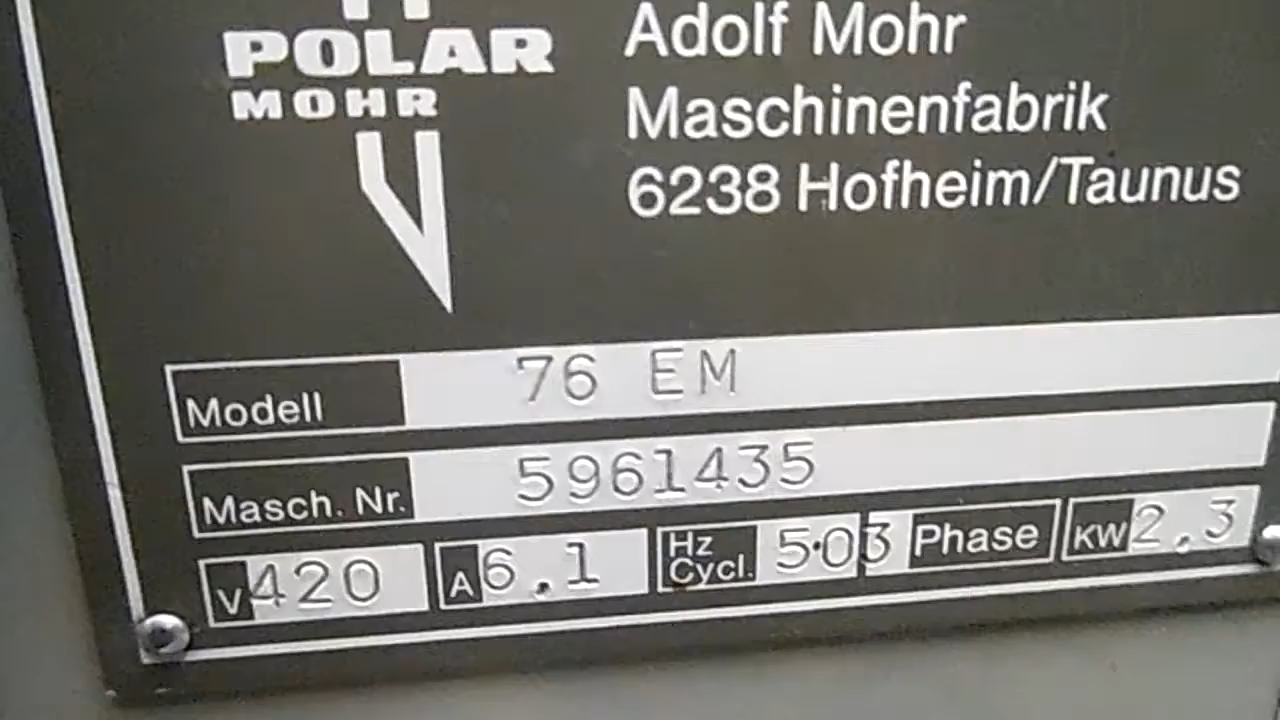 POLAR
MOHR
Adolf Mohr
Maschinenfabrik
6238 Hofheim/Taunus
Modell 76 EM
Masch. Nr. 5961435
V 420 A 6.1 Hz Cycl. 50 3 Phase KW 2.3